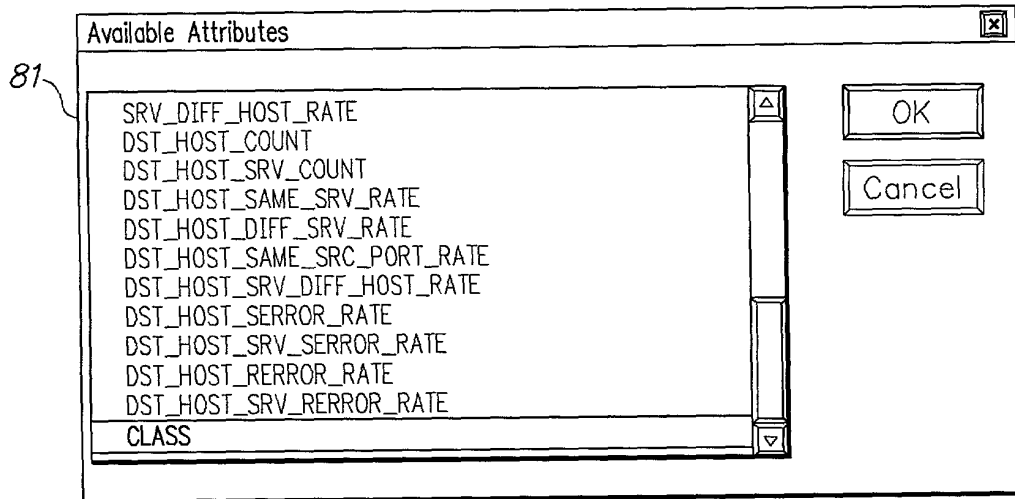 Available Attributes
81
SRV_DIFF_HOST_RATE
DST_HOST_COUNT
DST_HOST_SRV_COUNT
DST_HOST_SAME_SRV_RATE
DST_HOST_DIFF_SRV_RATE
DST_HOST_SAME_SRC_PORT_RATE
DST_HOST_SRV_DIFF_HOST_RATE
DST_HOST_SERROR_RATE
DST_HOST_SRV_SERROR_RATE
DST_HOST_RERROR_RATE
DST_HOST_SRV_RERROR_RATE
CLASS
OK
Cancel